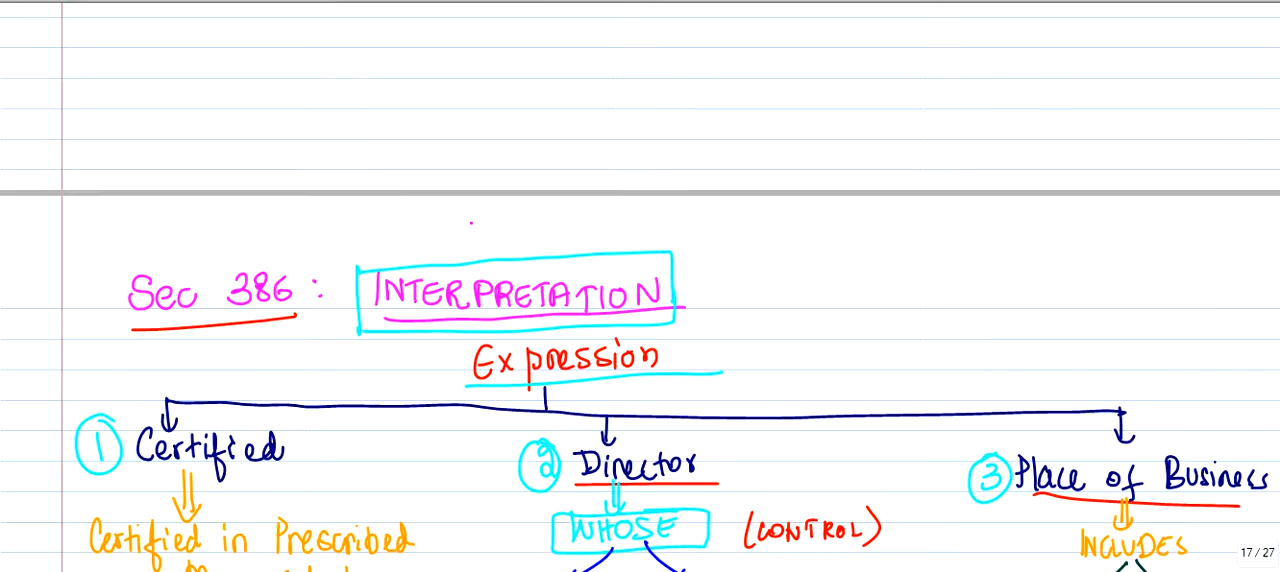 Sec 386 : INTERPRETATION
Expression
1 Certified
2 Director
3 Place of Business
Certified in Prescribed
WHOSE (CONTROL)
INCLUDES
17 / 27